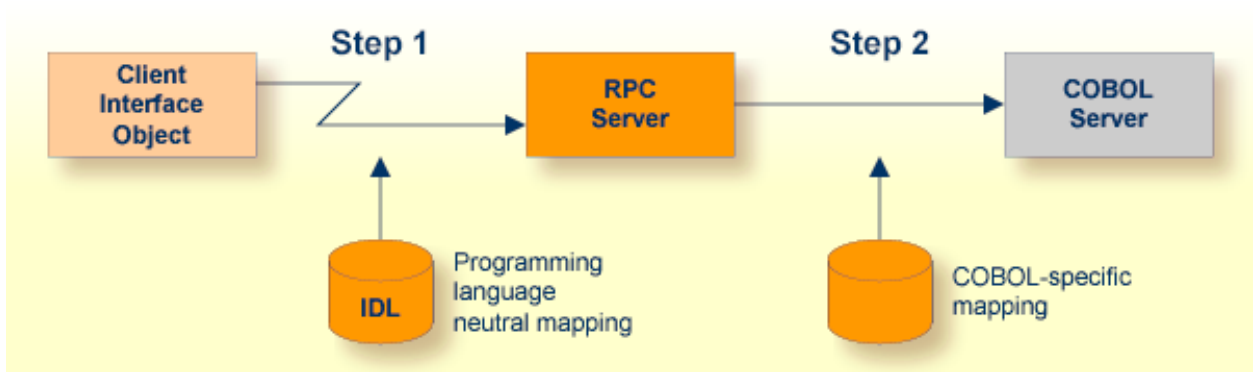 Step 1
Step 2
Client
Interface
Object
RPC
Server
COBOL
Server
IDL
Programming
language
neutral mapping
COBOL-specific
mapping